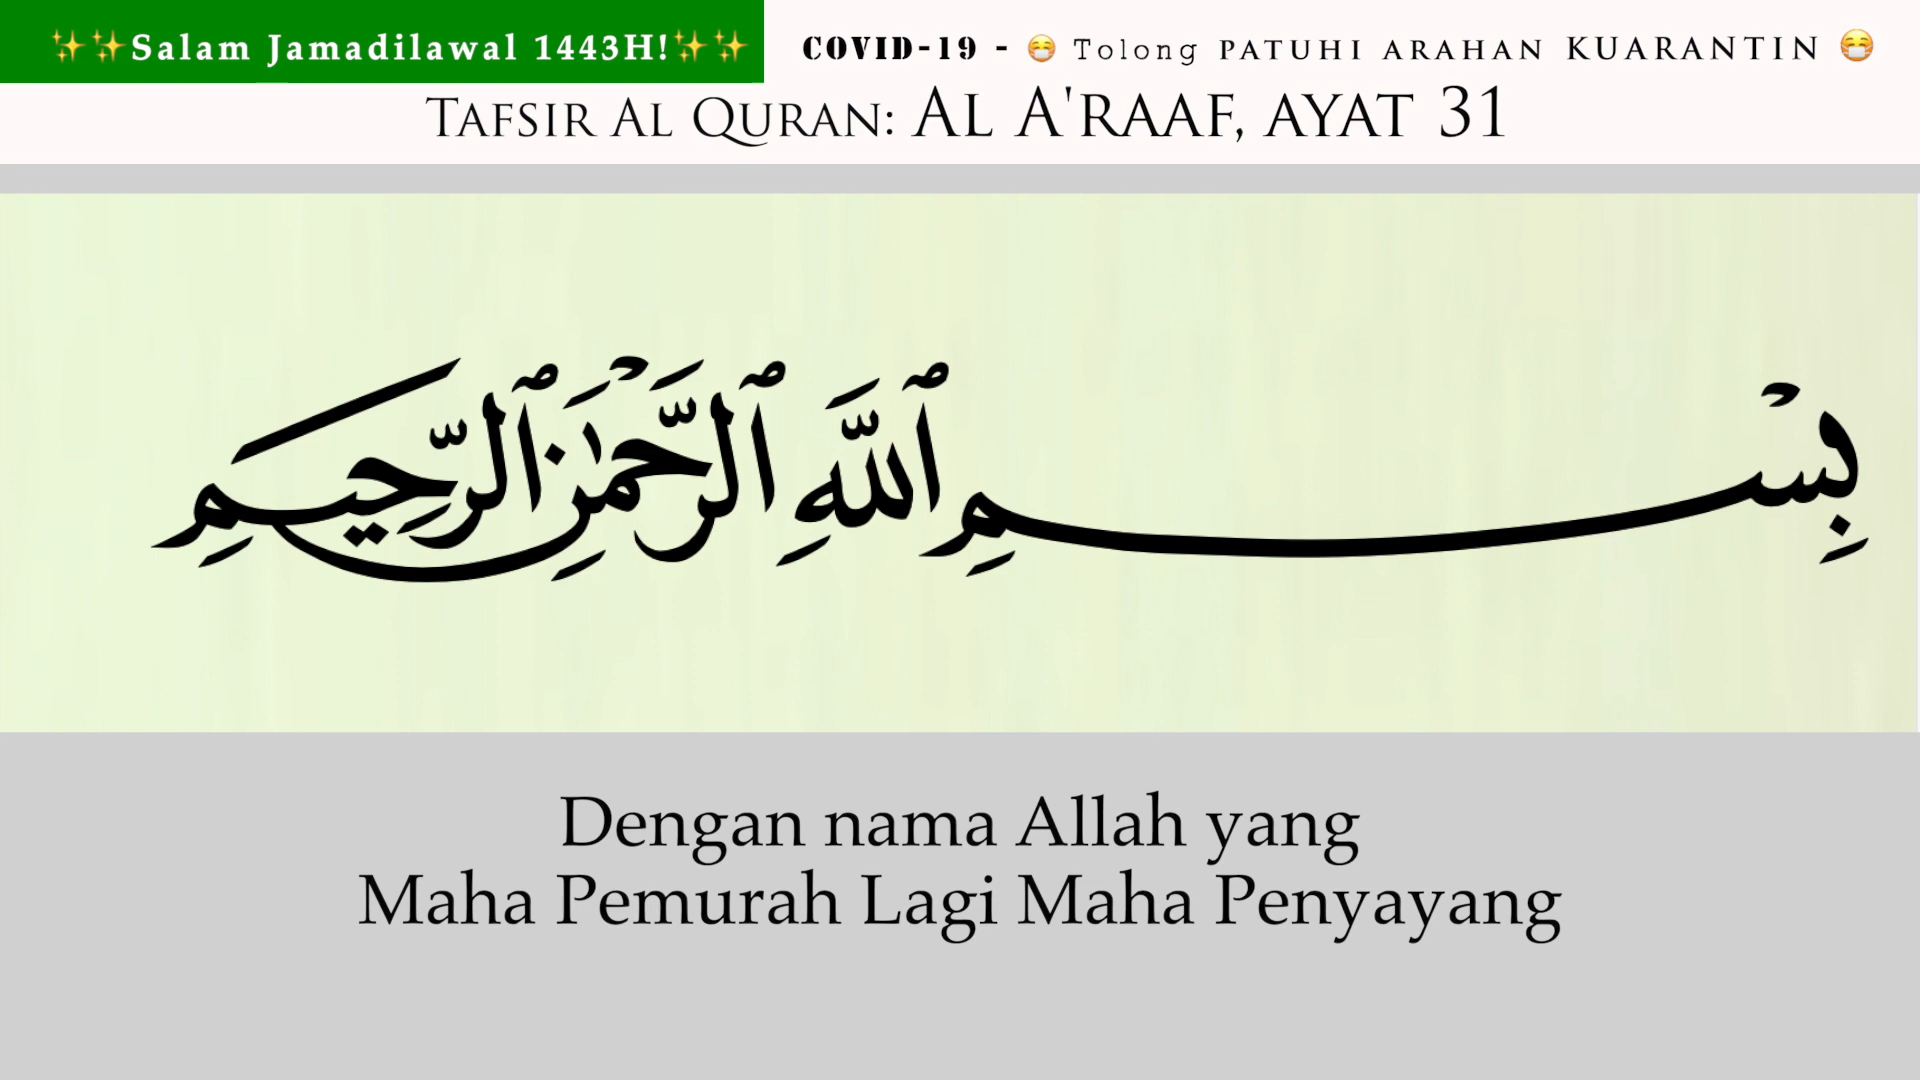 ✨✨Salam Jamadilawal 1443H!✨✨
COVID-19 - 😷 Tolong PATUHI ARAHAN KUARANTIN 😷
TAFSIR AL QURAN: AL A'RAAF, AYAT 31
بِسْمِ ٱللَّهِ ٱلرَّحْمَٰنِ ٱلرَّحِيمِ
Dengan nama Allah yang
Maha Pemurah Lagi Maha Penyayang